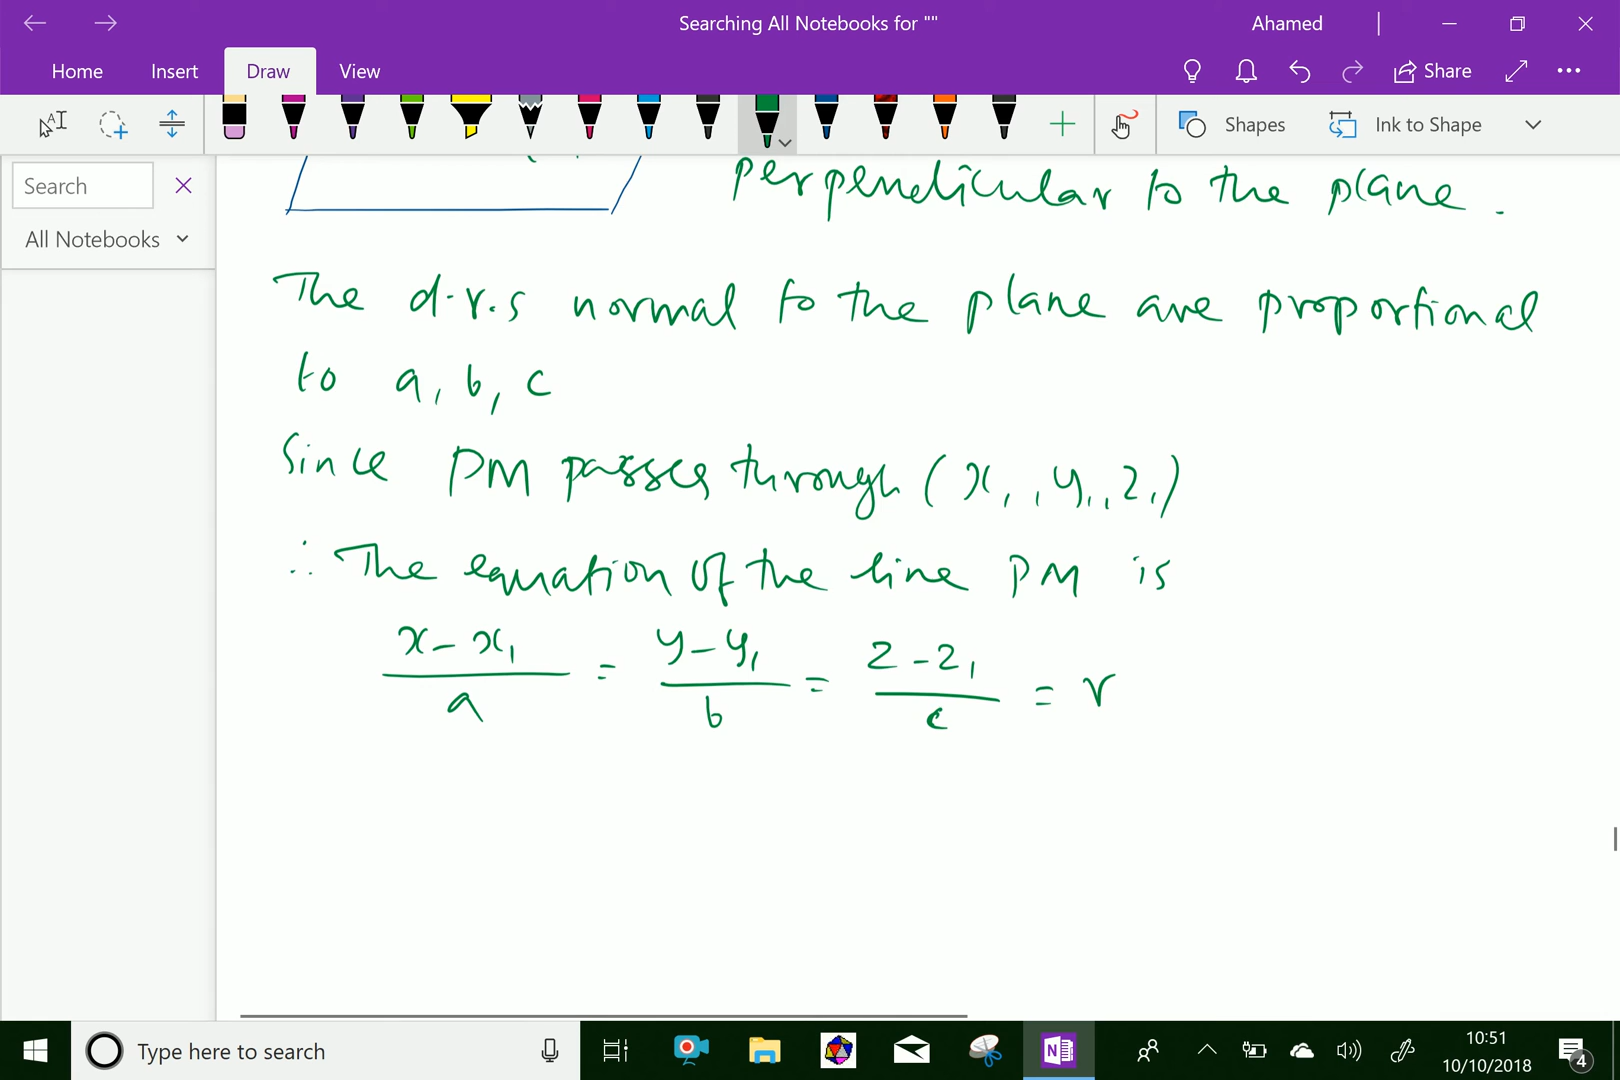 Searching All Notebooks for ""
Ahamed
Home Insert Draw View
Share
Shapes Ink to Shape
Search
All Notebooks
perpendicular to the plane.
The d.r.s normal to the plane are proportional
to a, b, c
Since PM passes through (x₁, y₁, z₁)
∴ The equation of the line PM is
x - x₁ / a = y - y₁ / b = z - z₁ / c = r
Type here to search
10:51
10/10/2018
4